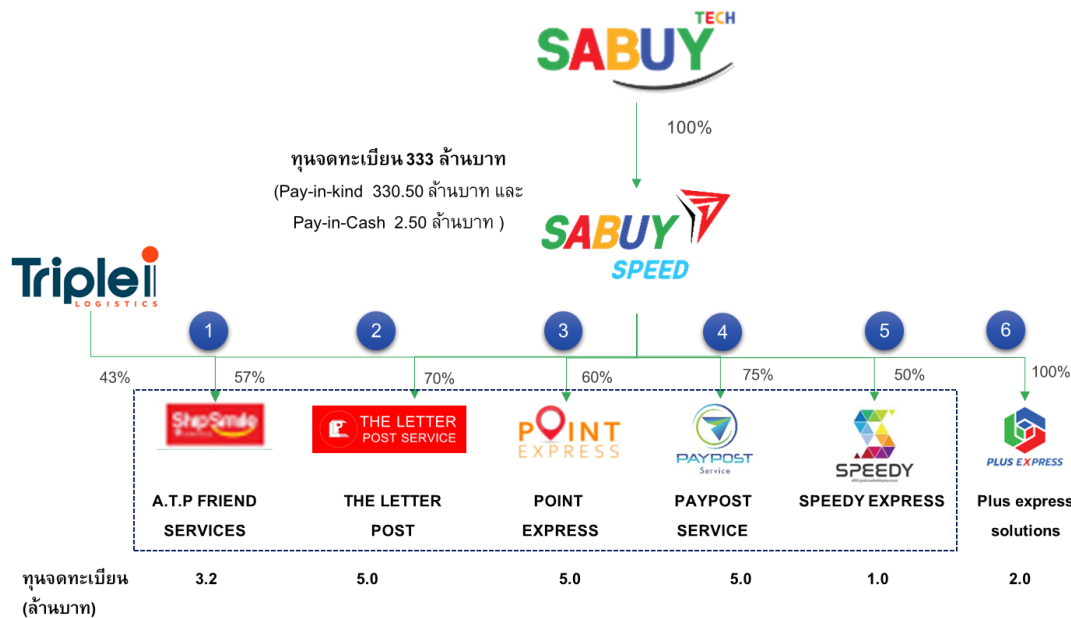 SABUY
TECH
100%
ทุนจดทะเบียน 333 ล้านบาท
(Pay-in-kind 330.50 ล้านบาท และ
Pay-in-Cash 2.50 ล้านบาท )
SABUY
SPEED
Triplei
LOGISTICS
1 2 3 4 5 6
43% 57% 70% 60% 75% 50% 100%
ShipSmile
THE LETTER
POST SERVICE
POINT
EXPRESS
PAYPOST
Service
SPEEDY
PLUS EXPRESS
A.T.P FRIEND
SERVICES
THE LETTER
POST
POINT
EXPRESS
PAYPOST
SERVICE
SPEEDY EXPRESS
Plus express
solutions
ทุนจดทะเบียน 3.2 5.0 5.0 5.0 1.0 2.0
(ล้านบาท)